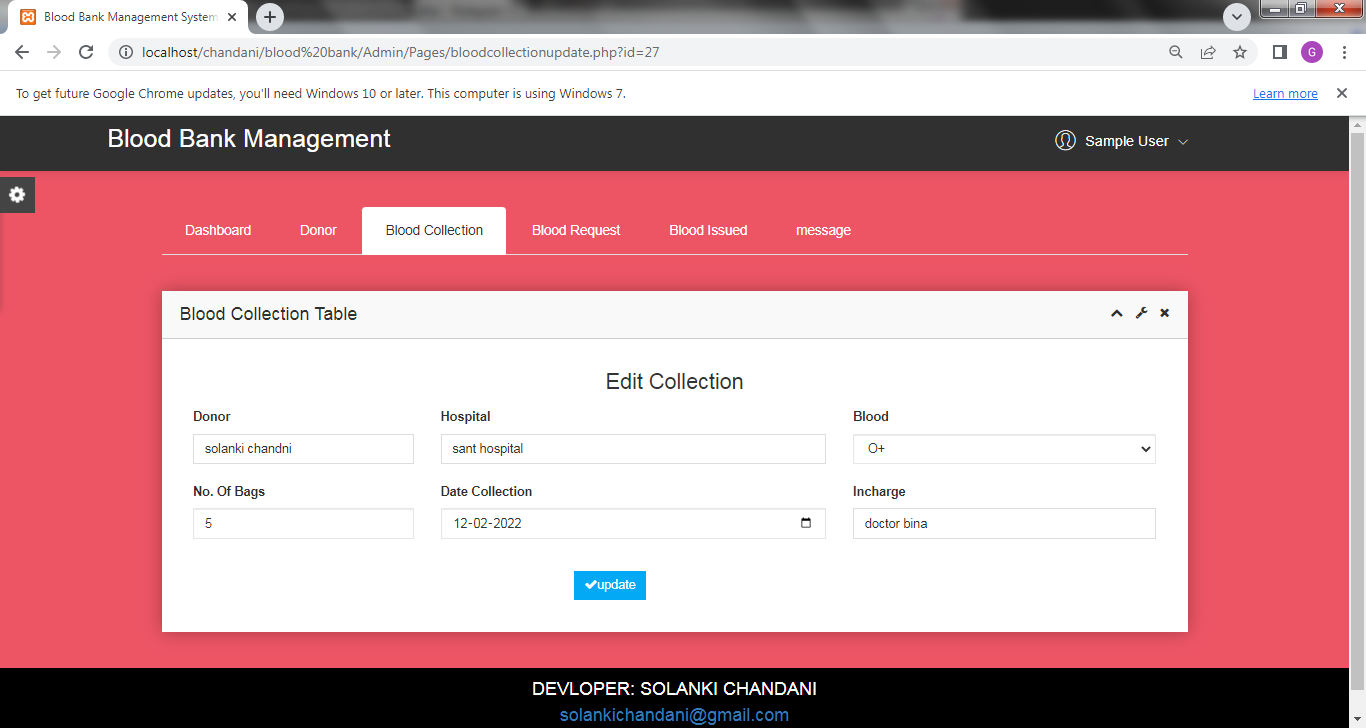 Blood Bank Management System
localhost/chandani/blood%20bank/Admin/Pages/bloodcollectionupdate.php?id=27
G
To get future Google Chrome updates, you'll need Windows 10 or later. This computer is using Windows 7.
Learn more
Blood Bank Management
Sample User
Dashboard Donor Blood Collection Blood Request Blood Issued message
Blood Collection Table
Edit Collection
Donor Hospital Blood
solanki chandni sant hospital O+
No. Of Bags Date Collection Incharge
5 12-02-2022 doctor bina
update
DEVLOPER: SOLANKI CHANDANI
solankichandani@gmail.com